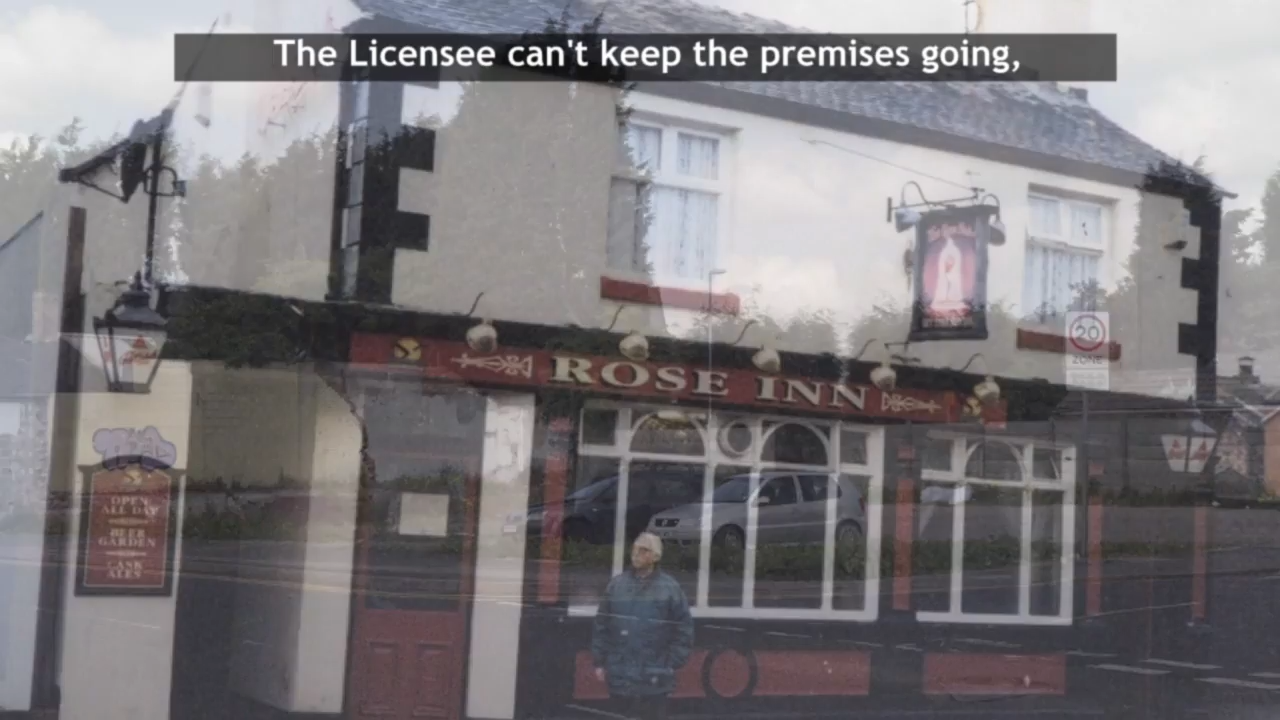 The Licensee can't keep the premises going,
20
ZONE
ROSE INN
OPEN
ALL DAY
BEER
GARDEN
CASK
ALES